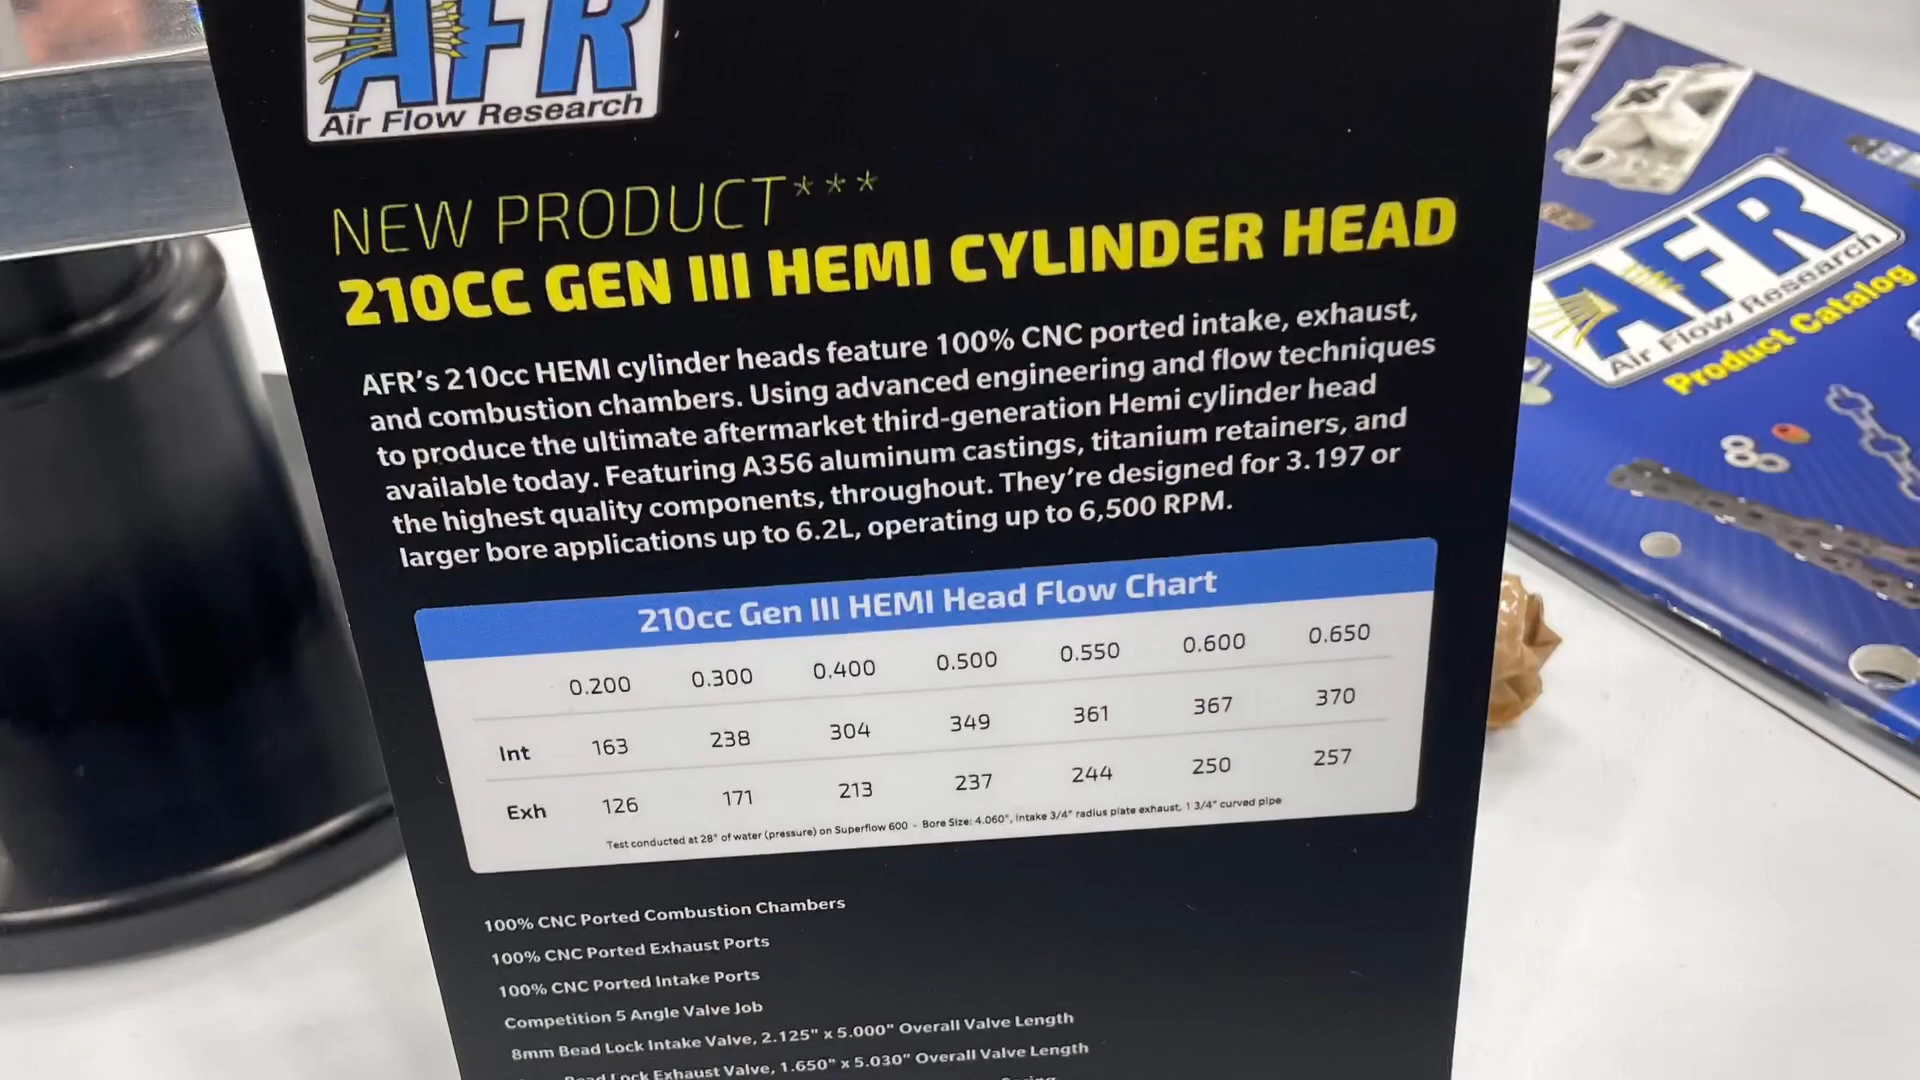 AFR
Air Flow Research
NEW PRODUCT***
210CC GEN III HEMI CYLINDER HEAD
AFR's 210cc HEMI cylinder heads feature 100% CNC ported intake, exhaust,
and combustion chambers. Using advanced engineering and flow techniques
to produce the ultimate aftermarket third-generation Hemi cylinder head
available today. Featuring A356 aluminum castings, titanium retainers, and
the highest quality components, throughout. They're designed for 3.197 or
larger bore applications up to 6.2L, operating up to 6,500 RPM.
210cc Gen III HEMI Head Flow Chart
0.200 0.300 0.400 0.500 0.550 0.600 0.650
Int 163 238 304 349 361 367 370
Exh 126 171 213 237 244 250 257
Test conducted at 28" of water (pressure) on Superflow 600 - Bore Size: 4.060", Intake 3/4" radius plate exhaust, 1 3/4" curved pipe
100% CNC Ported Combustion Chambers
100% CNC Ported Exhaust Ports
100% CNC Ported Intake Ports
Competition 5 Angle Valve Job
8mm Bead Lock Intake Valve, 2.125" x 5.000" Overall Valve Length
Bead Lock Exhaust Valve, 1.650" x 5.030" Overall Valve Length
AFR
Air Flow Research
Product Catalog